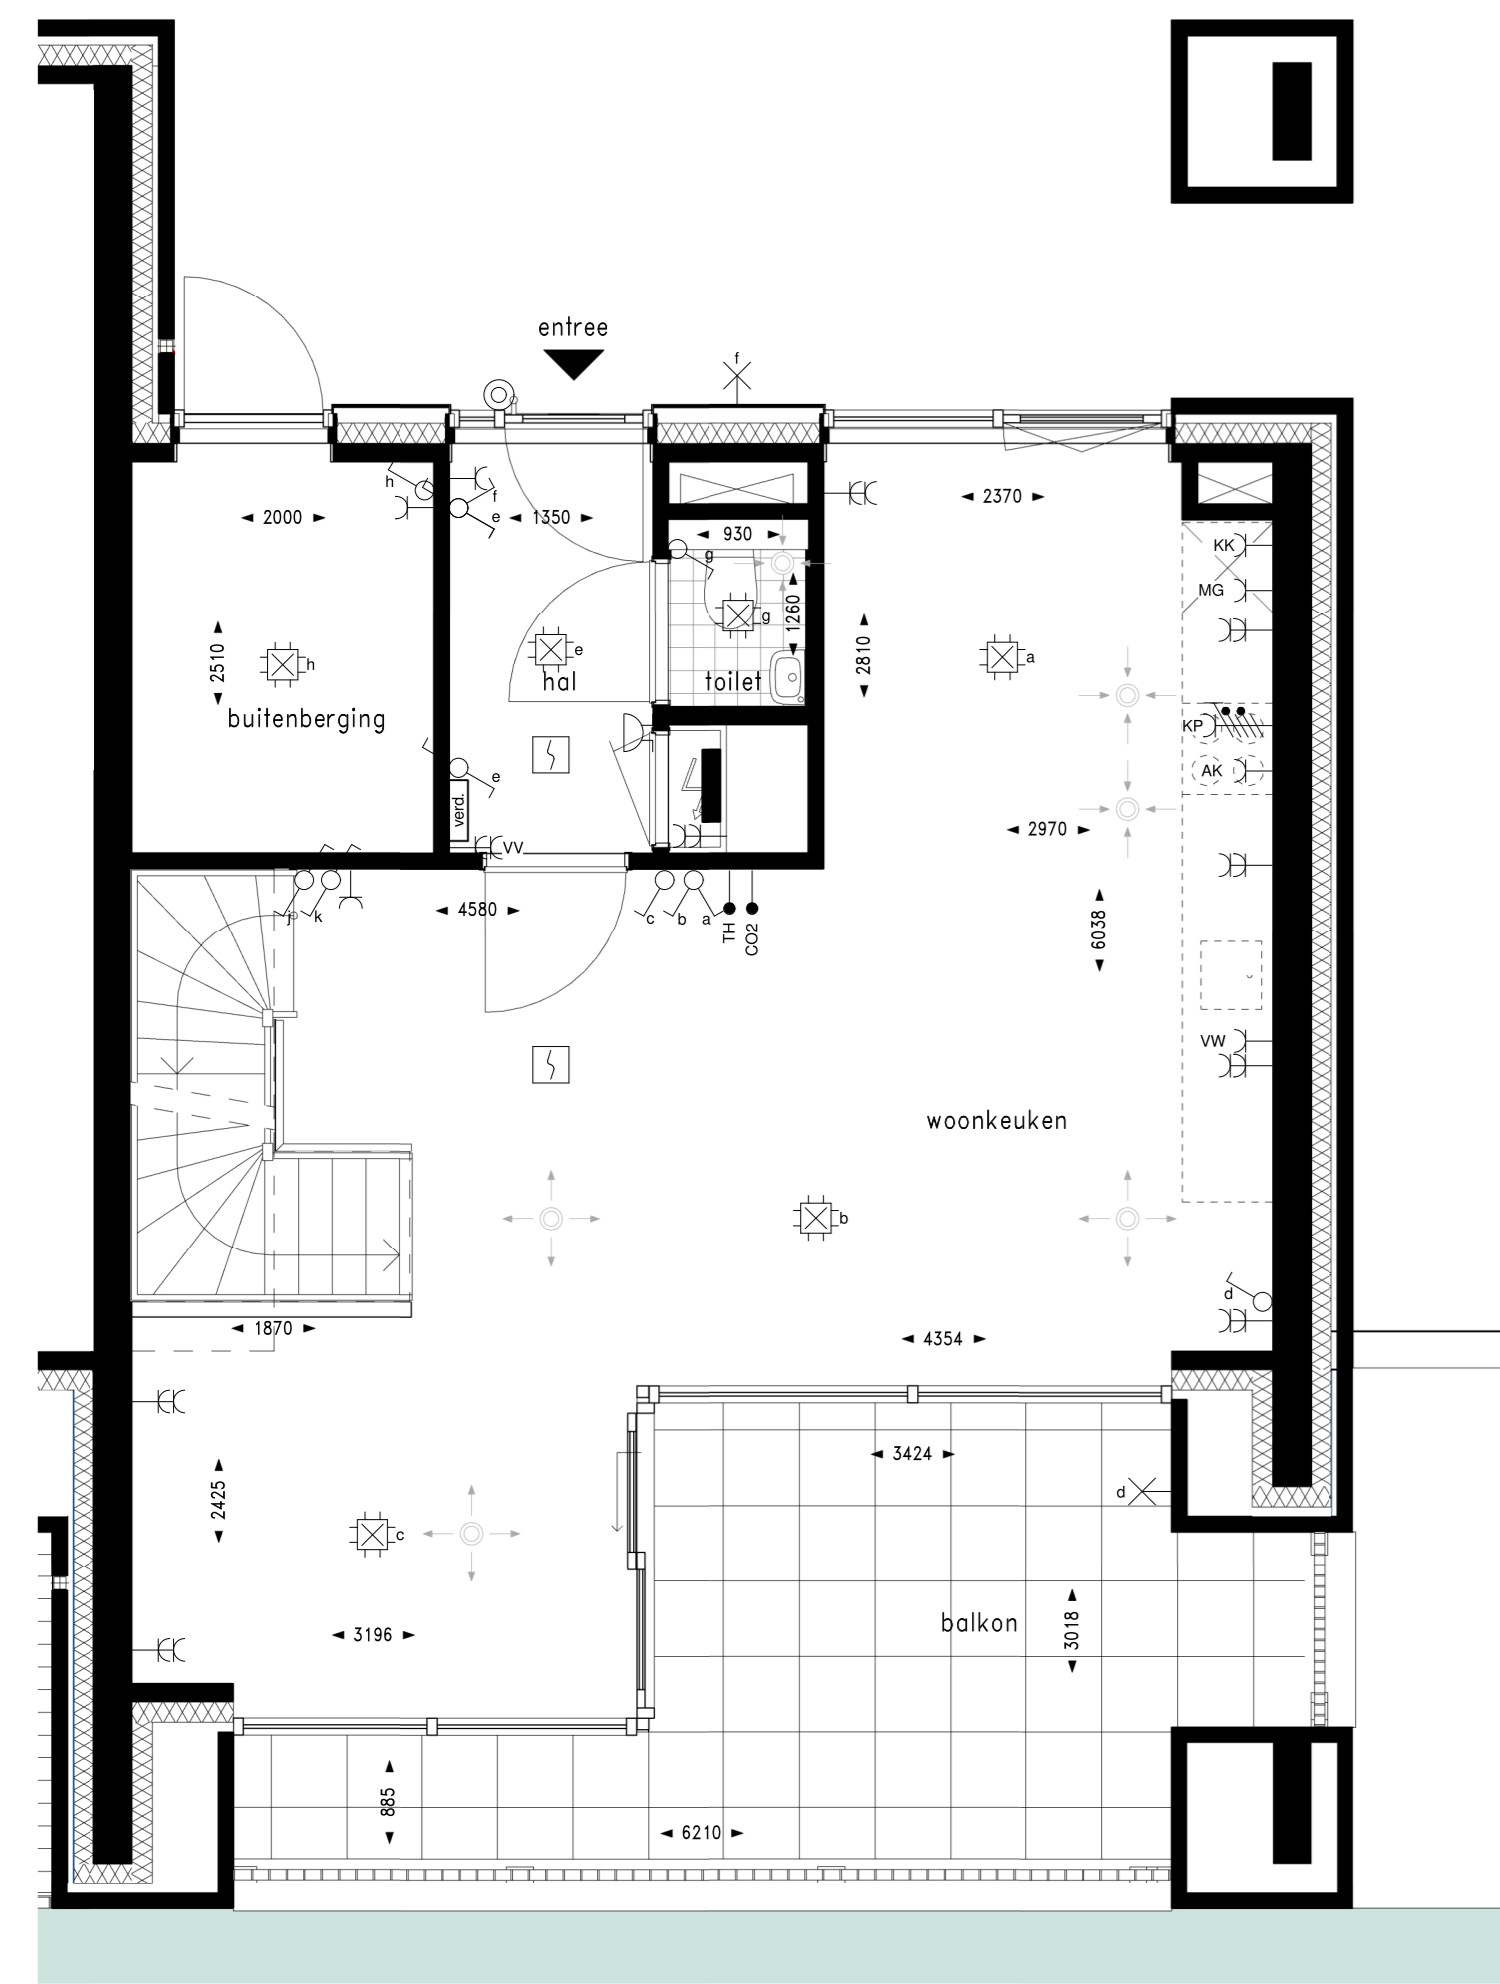 entree
f
h
f
e
2000
1350
930
g
2370
KK
MG
1260
g
2510
h
e
2810
a
hal
toilet
buitenberging
KP
AK
e
verd.
VV
2970
j
k
4580
c
b
a
TH
CO2
6038
VW
woonkeuken
b
d
1870
4354
3424
d
2425
c
3196
balkon
3018
885
6210